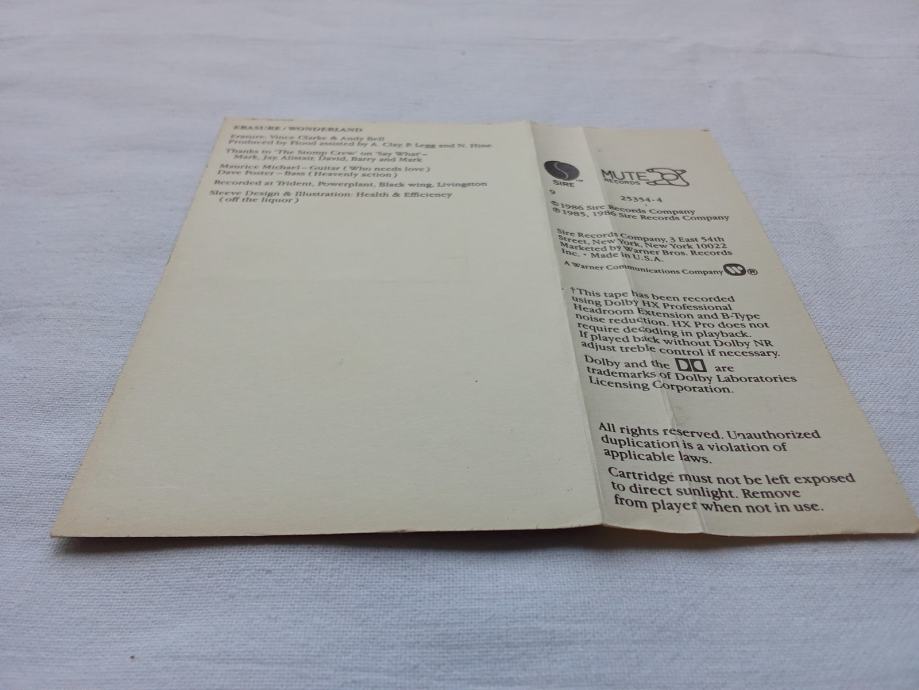 ERASURE / WONDERLAND
Erasure: Vince Clarke & Andy Bell
Produced by Flood assisted by A. Clay, P. Legg and N. Hine
Thanks to 'The Stomp Crew' on 'Say What' –
Mark, Jay, Alistair, David, Barry and Mark
Maurice Michael – Guitar (Who needs love)
Dave Foster – Bass (Heavenly action)
Recorded at Trident, Powerplant, Black wing, Livingston
Sleeve Design & Illustration: Health & Efficiency
(off the liquor)
SIRE™
MUTE
RECORDS
9
25354-4
©1986 Sire Records Company
℗1985, 1986 Sire Records Company
Sire Records Company, 3 East 54th
Street, New York, New York 10022
Marketed by Warner Bros. Records
Inc. • Made in U.S.A.
A Warner Communications Company W ®
†This tape has been recorded
using Dolby HX Professional
Headroom Extension and B-Type
noise reduction. HX Pro does not
require decoding in playback.
If played back without Dolby NR
adjust treble control if necessary.
Dolby and the are
trademarks of Dolby Laboratories
Licensing Corporation.
All rights reserved. Unauthorized
duplication is a violation of
applicable laws.
Cartridge must not be left exposed
to direct sunlight. Remove
from player when not in use.